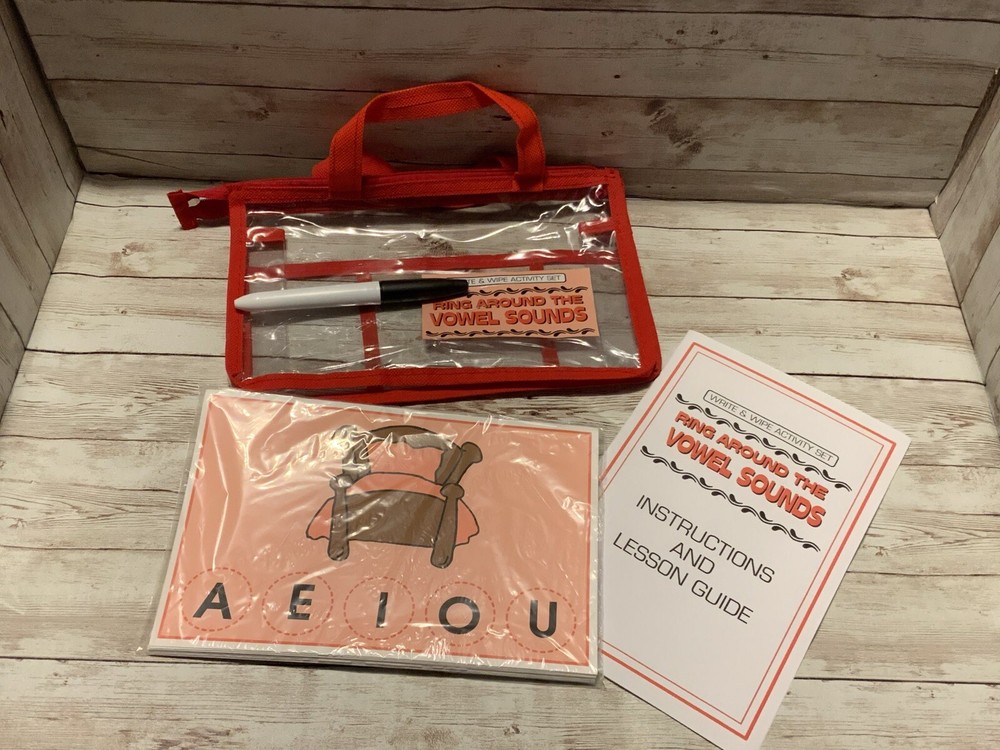 & WIPE ACTIVITY SET
RING AROUND THE
VOWEL SOUNDS
A E I O U
WRITE & WIPE ACTIVITY SET
RING AROUND THE
VOWEL SOUNDS
INSTRUCTIONS
AND
LESSON GUIDE